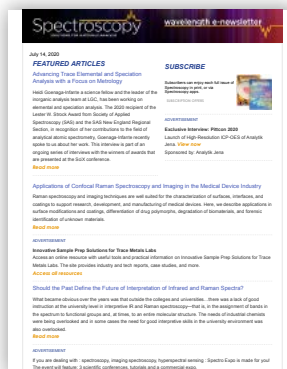 Spectroscopy
wavelength e-newsletter
July 14, 2020
FEATURED ARTICLES
Advancing Trace Elemental and Speciation
Analysis with a Focus on Metrology
Heidi Goenaga-Infante a science fellow and the leader of the
inorganic analysis team at LGC, has been working on
elemental and speciation analysis. The 2020 recipient of the
Lester W. Strock Award from Society of Applied
Spectroscopy (SAS) and the SAS New England Regional
Section, in recognition of her contributions to the field of
analytical atomic spectrometry, Goenaga-Infante recently
spoke to us about her work. This interview is part of an
ongoing series of interviews with the winners of awards that
are presented at the SciX conference.
Read more
SUBSCRIBE
Subscribers can enjoy each full issue of
Spectroscopy in print, or via
Spectroscopy apps.
SUBSCRIPTION OFFERS
ADVERTISEMENT
Exclusive Interview: Pittcon 2020
Launch of High-Resolution ICP-OES of Analytik
Jena. View now
Sponsored by: Analytik Jena
Applications of Confocal Raman Spectroscopy and Imaging in the Medical Device Industry
Raman spectroscopy and imaging techniques are well suited for the characterization of surfaces, interfaces, and
coatings to support research, development, and manufacturing of medical devices. Here, we describe applications in
surface modifications and coatings, differentiation of drug polymorphs, degradation of biomaterials, and forensic
identification of unknown materials.
Read more
ADVERTISEMENT
Innovative Sample Prep Solutions for Trace Metals Labs
Access an online resource with useful tools and practical information on Innovative Sample Prep Solutions for Trace
Metals Labs. The site provides industry and tech reports, case studies, and more.
Access all resources
Should the Past Define the Future of Interpretation of Infrared and Raman Spectra?
What became obvious over the years was that outside the colleges and universities...there was a lack of good
instruction at the university level in interpretive IR and Raman spectroscopy—that is, in the assignment of bands in
the spectrum to functional groups and, at times, to an entire molecular structure. The needs of industrial chemists
were being overlooked and in some cases the need for good interpretive skills in the university environment was
also overlooked.
Read more
ADVERTISEMENT
If you are dealing with : spectroscopy, imaging spectroscopy, hyperspectral sensing : Spectro Expo is made for you!
The event will feature: 3 scientific conferences, tutorials and a commercial expo.